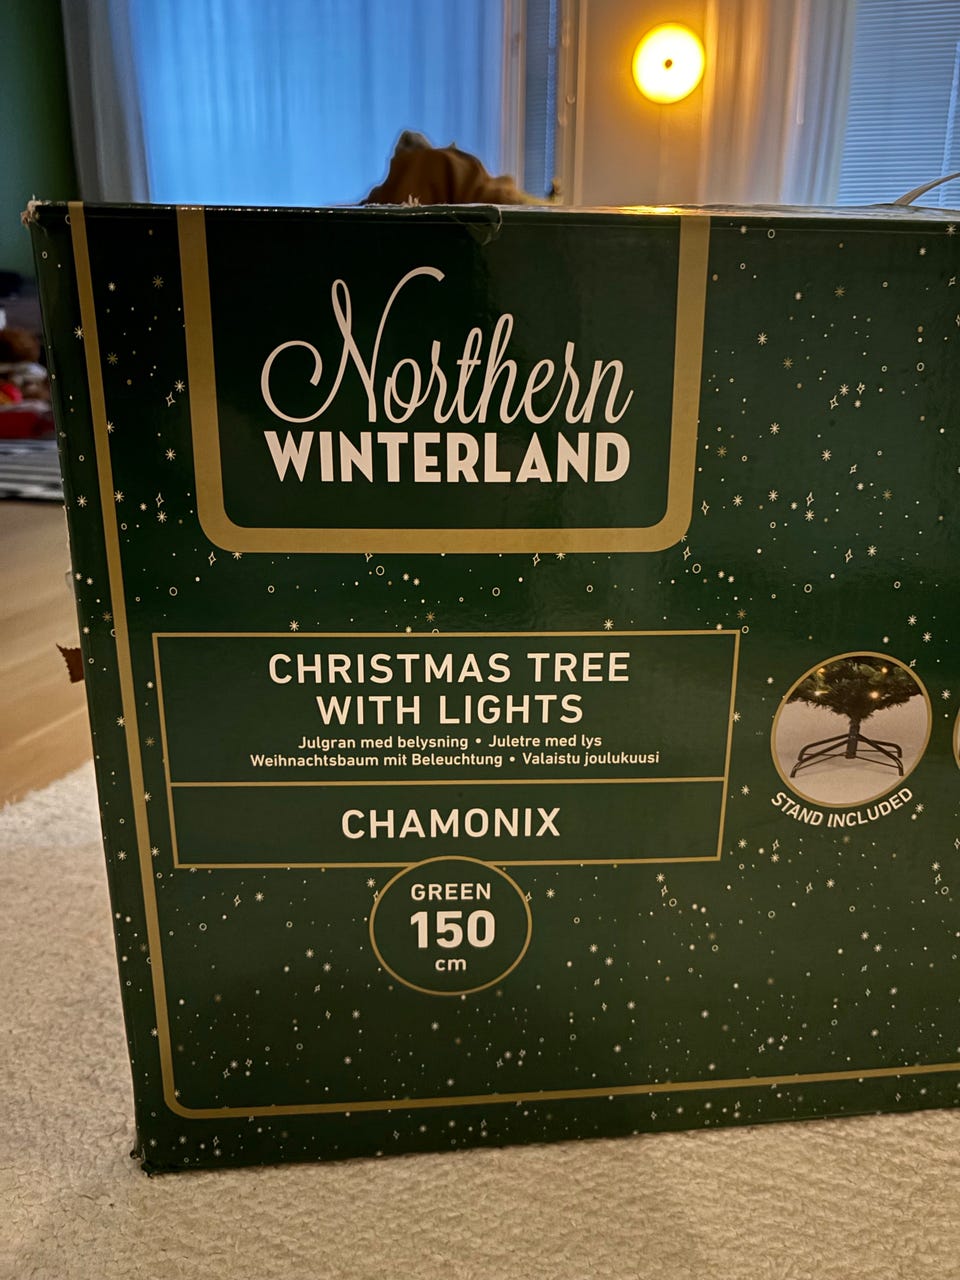 Northern
WINTERLAND
CHRISTMAS TREE
WITH LIGHTS
Julgran med belysning • Juletre med lys
Weihnachtsbaum mit Beleuchtung • Valaistu joulukuusi
CHAMONIX
STAND INCLUDED
GREEN
150
cm